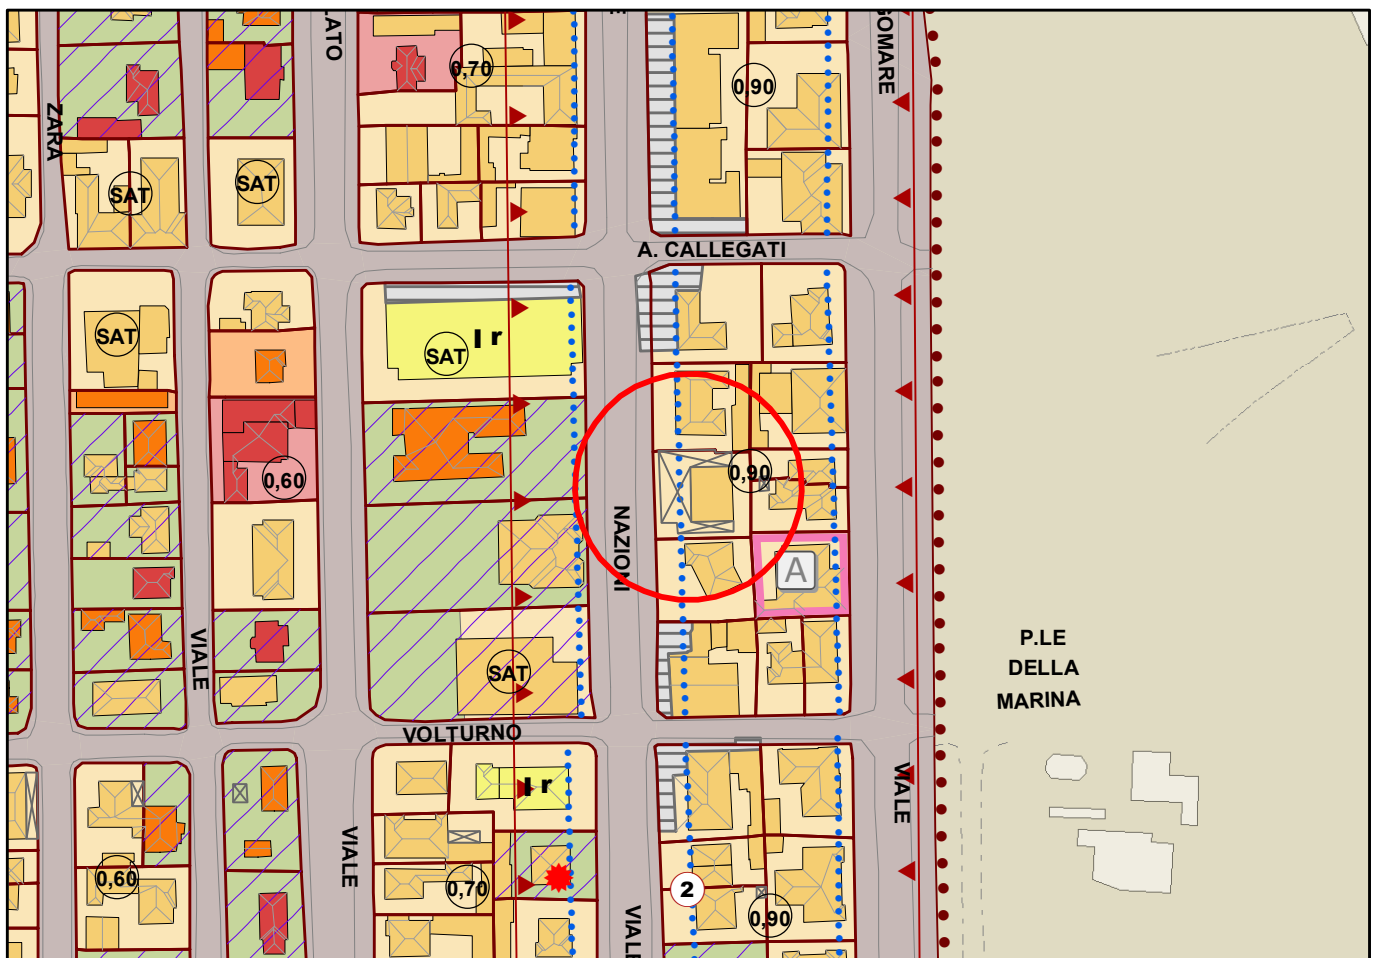 LATO
GOMARE
0,70
0,90
ZARA
SAT
SAT
A. CALLEGATI
SAT
SAT
I r
0,60
0,90
NAZIONI
A
VIALE
SAT
P.LE
DELLA
MARINA
VOLTURNO
I r
VIALE
VIALE
0,60
0,70
2
0,90
VIALE